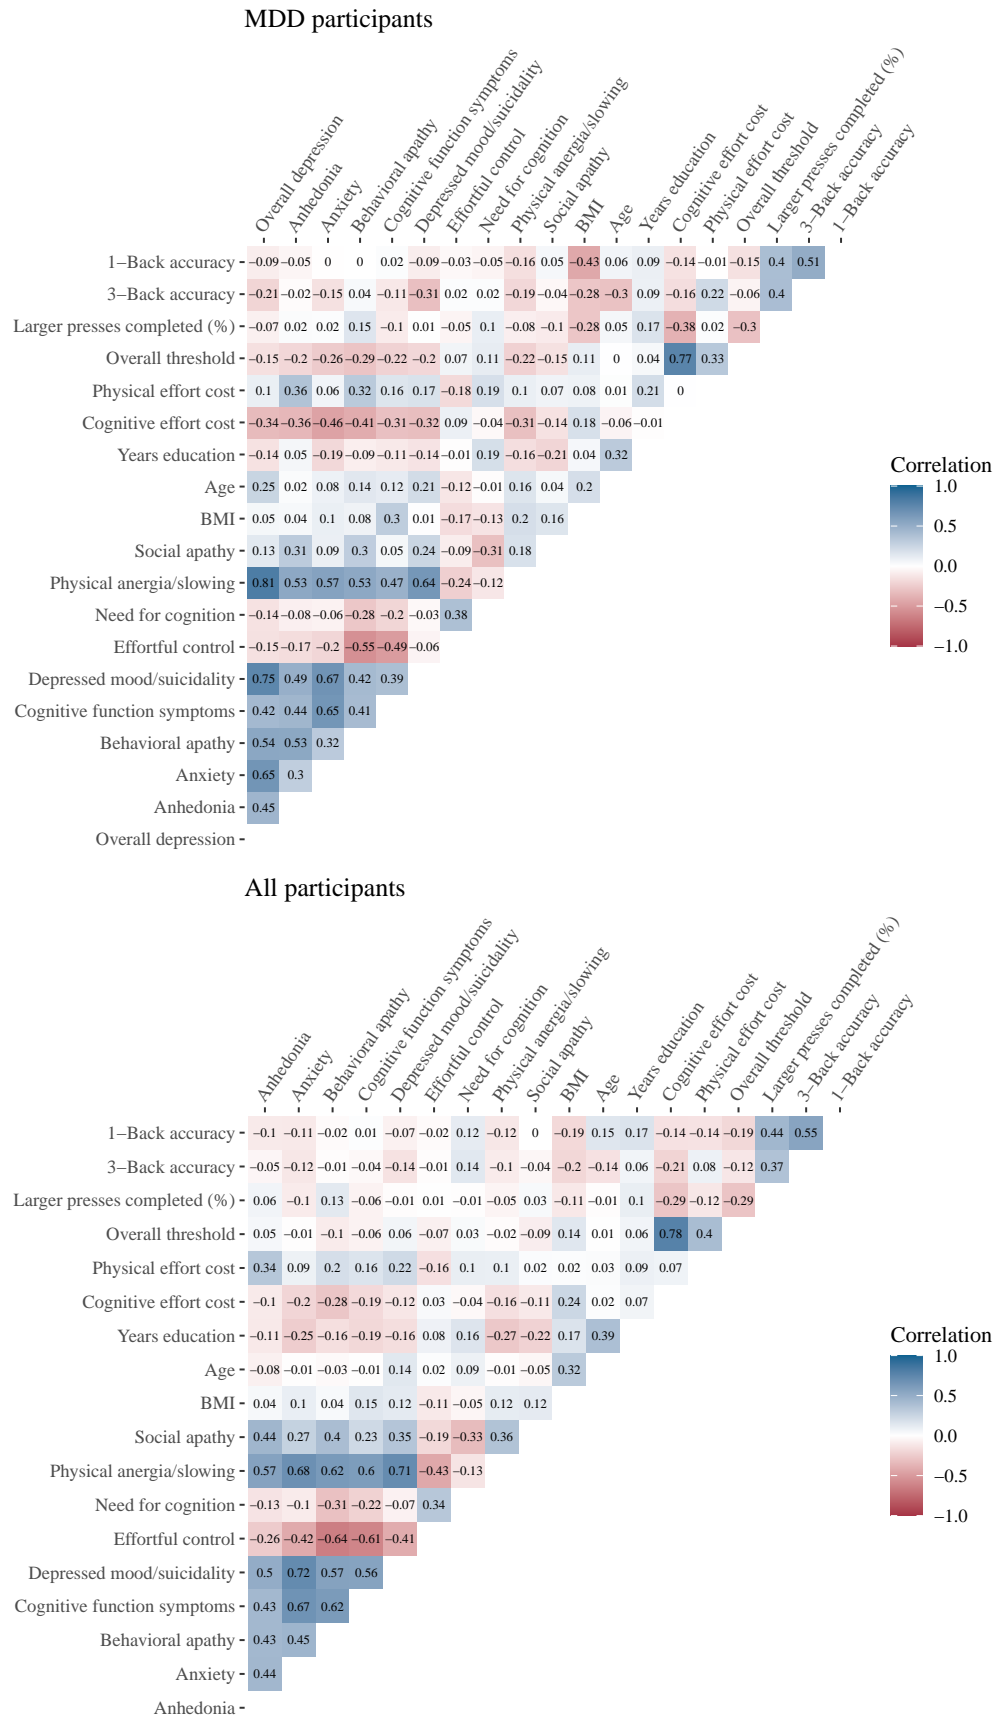 MDD participants
Overall depression
Anhedonia
Anxiety
Behavioral apathy
Cognitive function symptoms
Depressed mood/suicidality
Effortful control
Need for cognition
Physical anergia/slowing
Social apathy
BMI
Age
Years education
Cognitive effort cost
Physical effort cost
Overall threshold
Larger presses completed (%)
3−Back accuracy
1−Back accuracy
1−Back accuracy −0.09 −0.05 0 0 0.02 −0.09 −0.03 −0.05 −0.16 0.05 −0.43 0.06 0.09 −0.14 −0.01 −0.15 0.4 0.51
3−Back accuracy −0.21 −0.02 −0.15 0.04 −0.11 −0.31 0.02 0.02 −0.19 −0.04 −0.28 −0.3 0.09 −0.16 0.22 −0.06 0.4
Larger presses completed (%) −0.07 0.02 0.02 0.15 −0.1 0.01 −0.05 0.1 −0.08 −0.1 −0.28 0.05 0.17 −0.38 0.02 −0.3
Overall threshold −0.15 −0.2 −0.26 −0.29 −0.22 −0.2 0.07 0.11 −0.22 −0.15 0.11 0 0.04 0.77 0.33
Physical effort cost 0.1 0.36 0.06 0.32 0.16 0.17 −0.18 0.19 0.1 0.07 0.08 0.01 0.21 0
Cognitive effort cost −0.34 −0.36 −0.46 −0.41 −0.31 −0.32 0.09 −0.04 −0.31 −0.14 0.18 −0.06 −0.01
Years education −0.14 0.05 −0.19 −0.09 −0.11 −0.14 −0.01 0.19 −0.16 −0.21 0.04 0.32
Age 0.25 0.02 0.08 0.14 0.12 0.21 −0.12 −0.01 0.16 0.04 0.2
BMI 0.05 0.04 0.1 0.08 0.3 0.01 −0.17 −0.13 0.2 0.16
Social apathy 0.13 0.31 0.09 0.3 0.05 0.24 −0.09 −0.31 0.18
Physical anergia/slowing 0.81 0.53 0.57 0.53 0.47 0.64 −0.24 −0.12
Need for cognition −0.14 −0.08 −0.06 −0.28 −0.2 −0.03 0.38
Effortful control −0.15 −0.17 −0.2 −0.55 −0.49 −0.06
Depressed mood/suicidality 0.75 0.49 0.67 0.42 0.39
Cognitive function symptoms 0.42 0.44 0.65 0.41
Behavioral apathy 0.54 0.53 0.32
Anxiety 0.65 0.3
Anhedonia 0.45
Overall depression
Correlation
1.0
0.5
0.0
−0.5
−1.0
All participants
Anhedonia
Anxiety
Behavioral apathy
Cognitive function symptoms
Depressed mood/suicidality
Effortful control
Need for cognition
Physical anergia/slowing
Social apathy
BMI
Age
Years education
Cognitive effort cost
Physical effort cost
Overall threshold
Larger presses completed (%)
3−Back accuracy
1−Back accuracy
1−Back accuracy −0.1 −0.11 −0.02 0.01 −0.07 −0.02 0.12 −0.12 0 −0.19 0.15 0.17 −0.14 −0.14 −0.19 0.44 0.55
3−Back accuracy −0.05 −0.12 −0.01 −0.04 −0.14 −0.01 0.14 −0.1 −0.04 −0.2 −0.14 0.06 −0.21 0.08 −0.12 0.37
Larger presses completed (%) 0.06 −0.1 0.13 −0.06 −0.01 0.01 −0.01 −0.05 0.03 −0.11 −0.01 0.1 −0.29 −0.12 −0.29
Overall threshold 0.05 −0.01 −0.1 −0.06 0.06 −0.07 0.03 −0.02 −0.09 0.14 0.01 0.06 0.78 0.4
Physical effort cost 0.34 0.09 0.2 0.16 0.22 −0.16 0.1 0.1 0.02 0.02 0.03 0.09 0.07
Cognitive effort cost −0.1 −0.2 −0.28 −0.19 −0.12 0.03 −0.04 −0.16 −0.11 0.24 0.02 0.07
Years education −0.11 −0.25 −0.16 −0.19 −0.16 0.08 0.16 −0.27 −0.22 0.17 0.39
Age −0.08 −0.01 −0.03 −0.01 0.14 0.02 0.09 −0.01 −0.05 0.32
BMI 0.04 0.1 0.04 0.15 0.12 −0.11 −0.05 0.12 0.12
Social apathy 0.44 0.27 0.4 0.23 0.35 −0.19 −0.33 0.36
Physical anergia/slowing 0.57 0.68 0.62 0.6 0.71 −0.43 −0.13
Need for cognition −0.13 −0.1 −0.31 −0.22 −0.07 0.34
Effortful control −0.26 −0.42 −0.64 −0.61 −0.41
Depressed mood/suicidality 0.5 0.72 0.57 0.56
Cognitive function symptoms 0.43 0.67 0.62
Behavioral apathy 0.43 0.45
Anxiety 0.44
Anhedonia
Correlation
1.0
0.5
0.0
−0.5
−1.0